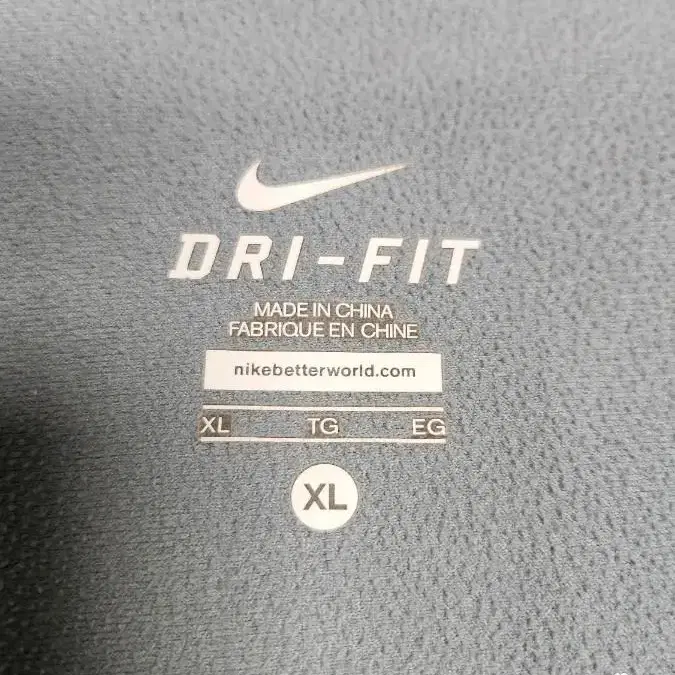 DRI-FIT
MADE IN CHINA
FABRIQUE EN CHINE
nikebetterworld.com
XL TG EG
XL